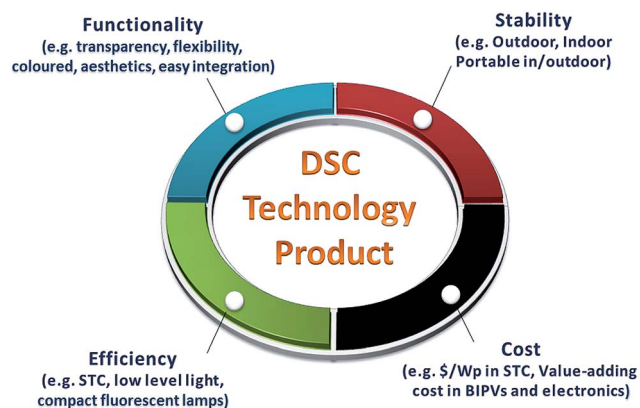 Functionality
(e.g. transparency, flexibility,
coloured, aesthetics, easy integration)
Stability
(e.g. Outdoor, Indoor
Portable in/outdoor)
DSC
Technology
Product
Efficiency
(e.g. STC, low level light,
compact fluorescent lamps)
Cost
(e.g. $/Wp in STC, Value-adding
cost in BIPVs and electronics)